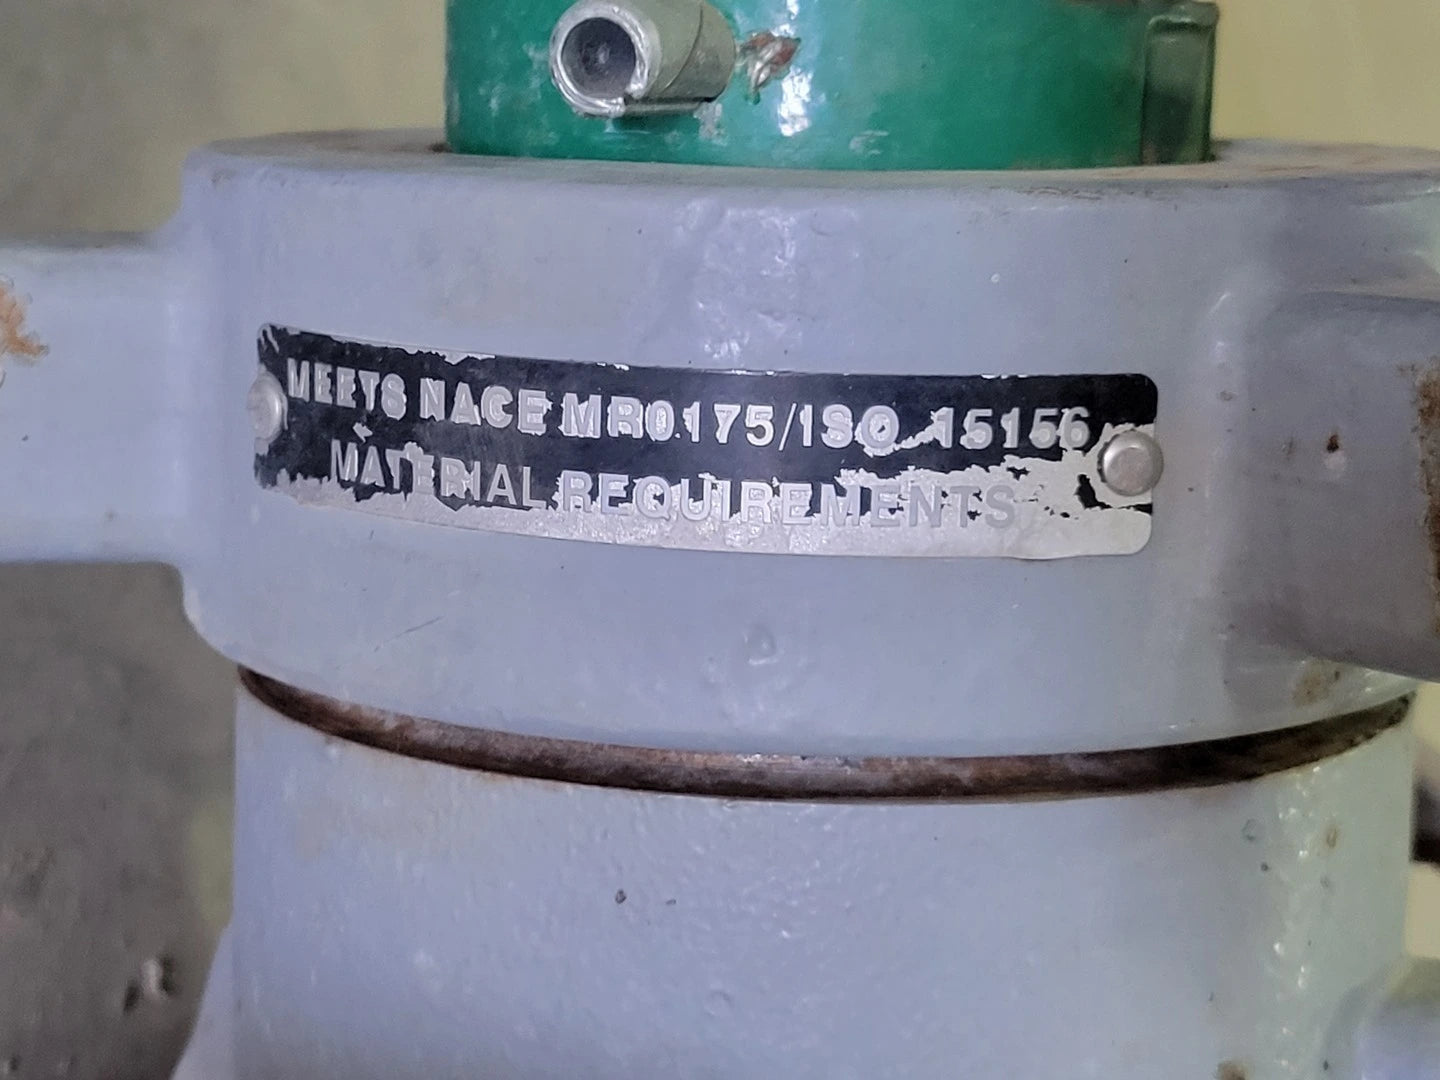 MEETS NACE MR0175/ISO 15156
MATERIAL REQUIREMENTS